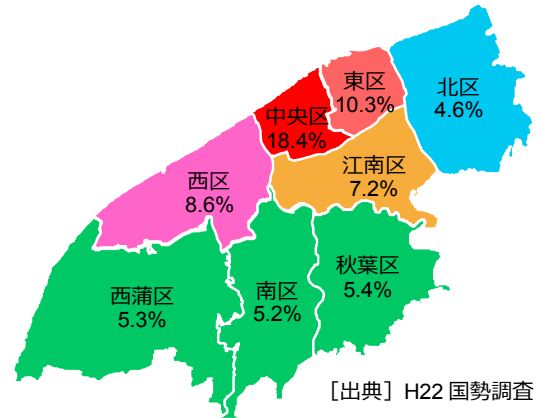 東区
10.3%
北区
4.6%
中央区
18.4%
江南区
7.2%
西区
8.6%
秋葉区
5.4%
西蒲区
5.3%
南区
5.2%
［出典］H22 国勢調査